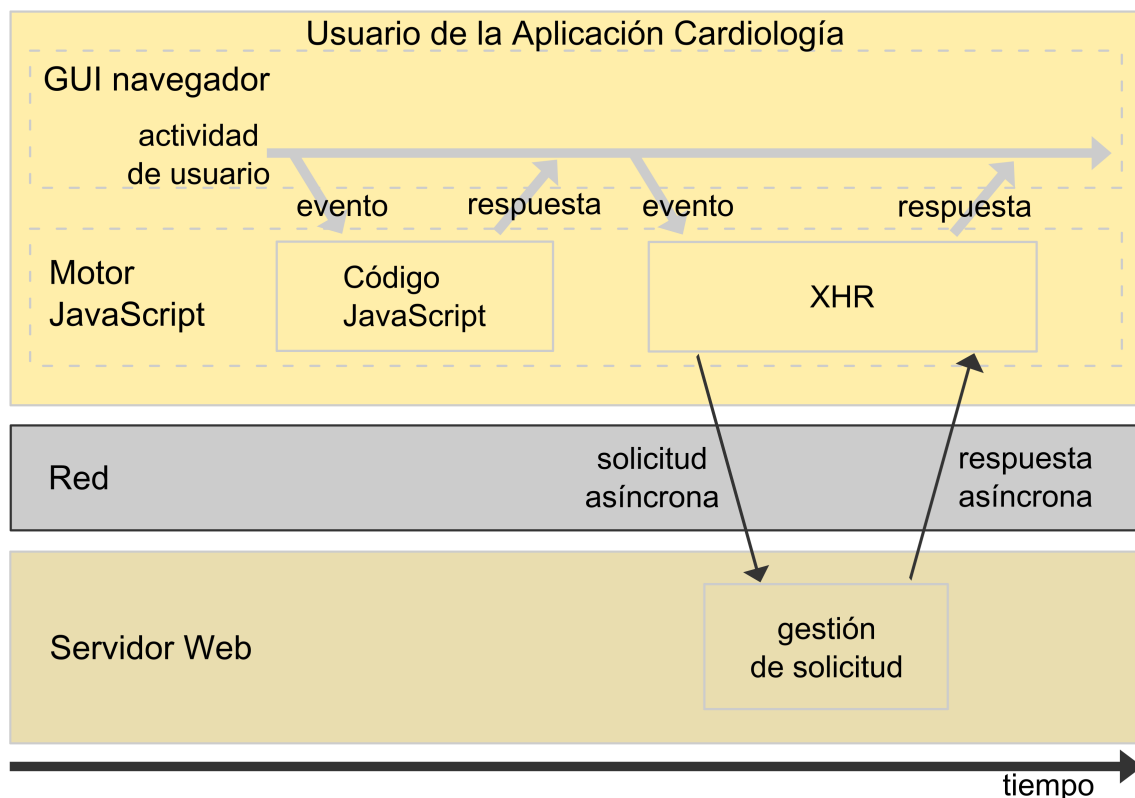 Usuario de la Aplicación Cardiología
GUI navegador
actividad
de usuario
evento
respuesta
evento
respuesta
Motor
JavaScript
Código
JavaScript
XHR
Red
solicitud
asíncrona
respuesta
asíncrona
Servidor Web
gestión
de solicitud
tiempo